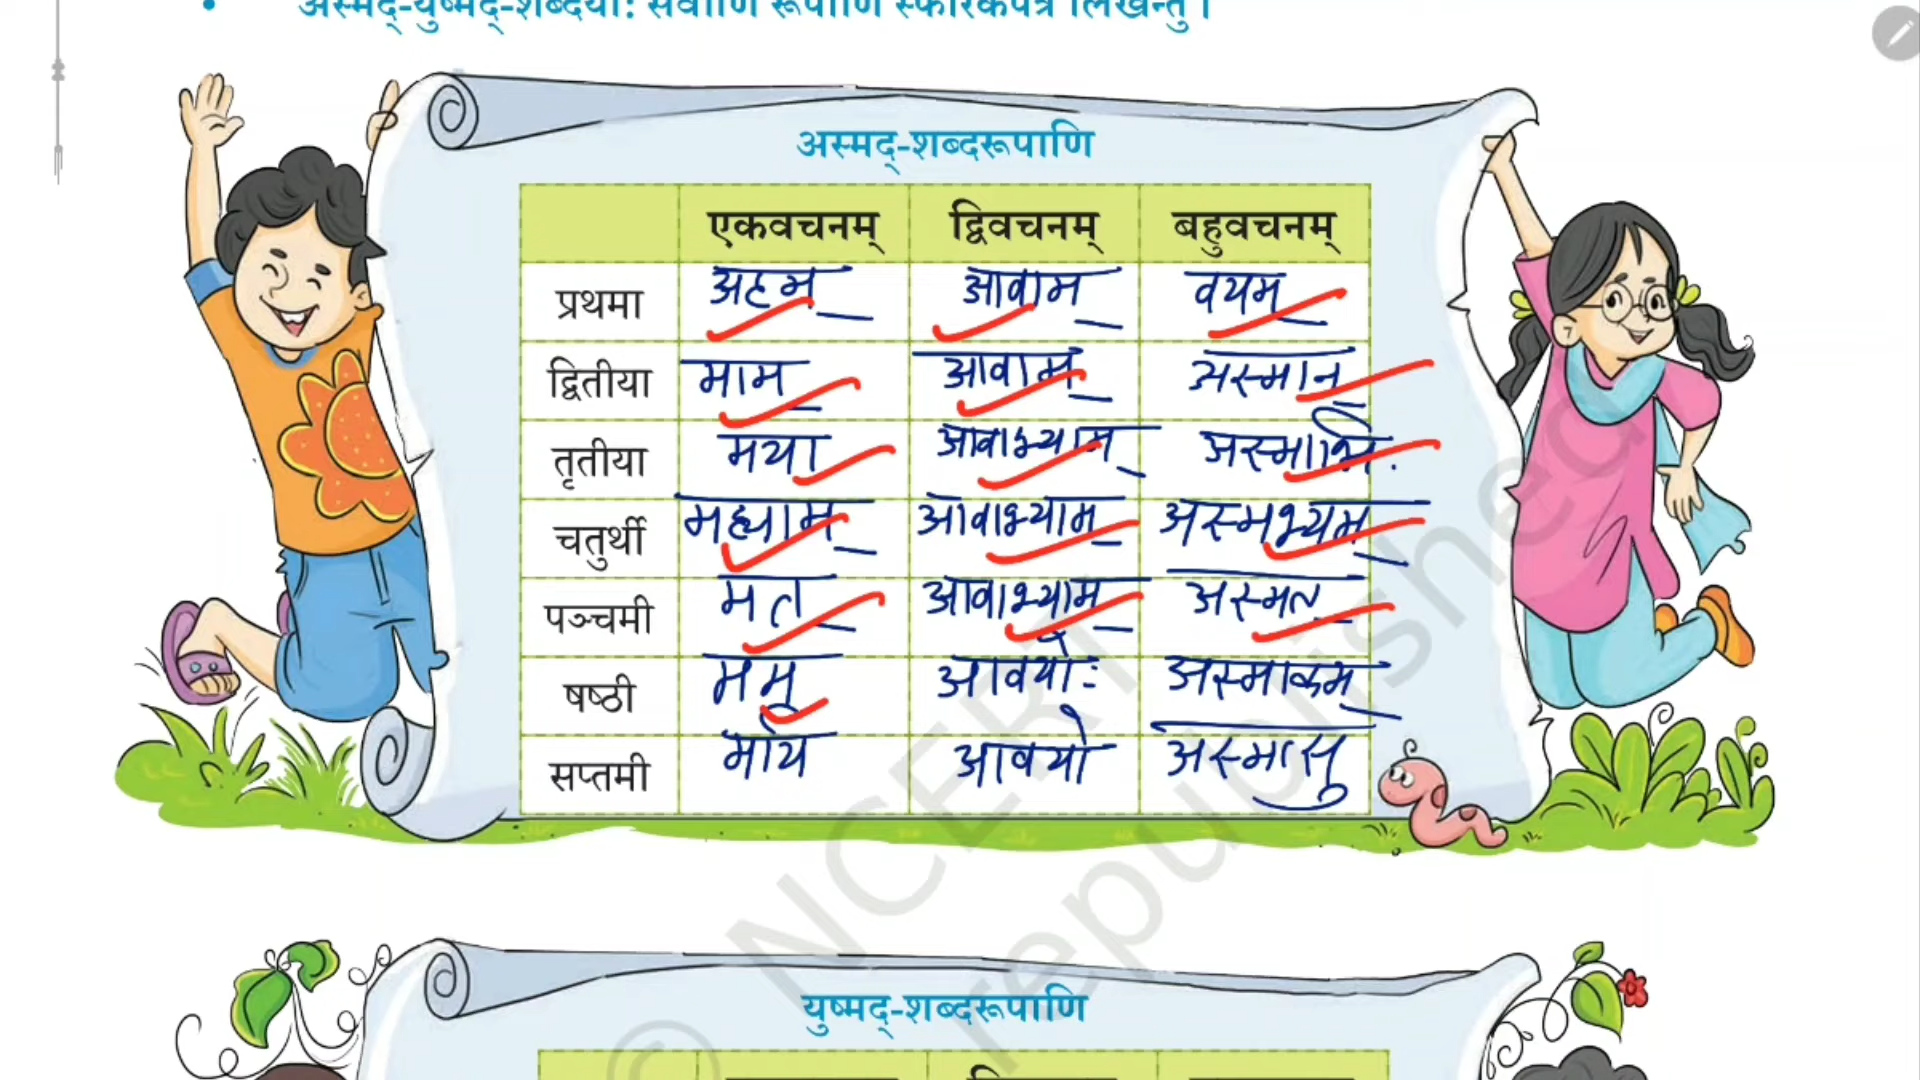 अस्मद्-युष्मद्-शब्दयोः सर्वाणि रूपाणि स्फोरकपत्रे लिखन्तु।
अस्मद्-शब्दरूपाणि
एकवचनम् द्विवचनम् बहुवचनम्
प्रथमा अहम् आवाम् वयम्
द्वितीया माम् आवाम् अस्मान्
तृतीया मया आवाभ्याम् अस्माभिः
चतुर्थी मह्याम् आवाभ्याम् अस्मभ्यम्
पञ्चमी मत् आवाभ्याम् अस्मत्
षष्ठी मम आवयोः अस्माकम्
सप्तमी मयि आवयो अस्मासु
© NCERT
republished
युष्मद्-शब्दरूपाणि